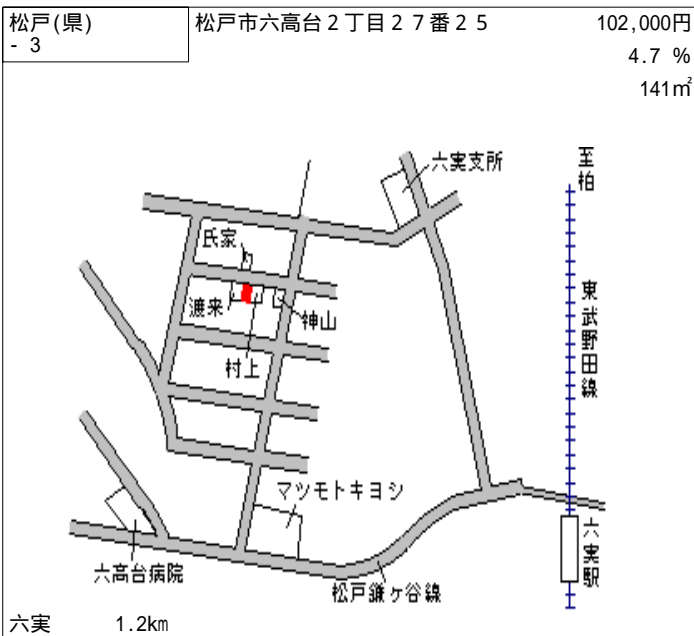 松戸(県)
- 3
松戸市六高台２丁目２７番２５
102,000円
4.7 %
141㎡
六実支所
至柏
氏家
渡来
神山
村上
東武野田線
マツモトキヨシ
六高台病院
松戸鎌ヶ谷線
六実駅
六実 1.2km